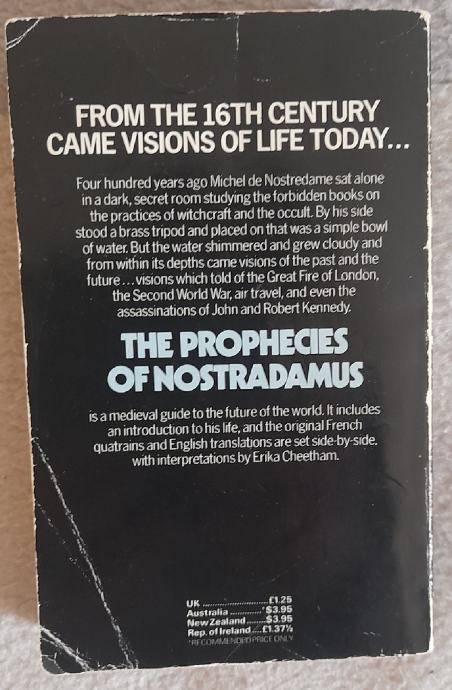 FROM THE 16TH CENTURY
CAME VISIONS OF LIFE TODAY...
Four hundred years ago Michel de Nostredame sat alone
in a dark, secret room studying the forbidden books on
the practices of witchcraft and the occult. By his side
stood a brass tripod and placed on that was a simple bowl
of water. But the water shimmered and grew cloudy and
from within its depths came visions of the past and the
future...visions which told of the Great Fire of London,
the Second World War, air travel, and even the
assassinations of John and Robert Kennedy.
THE PROPHECIES
OF NOSTRADAMUS
is a medieval guide to the future of the world. It includes
an introduction to his life, and the original French
quatrains and English translations are set side-by-side.
with interpretations by Erika Cheetham.
UK ........................£1.25
Australia ............*$3.95
New Zealand .......$3.95
Rep. of Ireland ....£1.37½
*RECOMMENDED PRICE ONLY